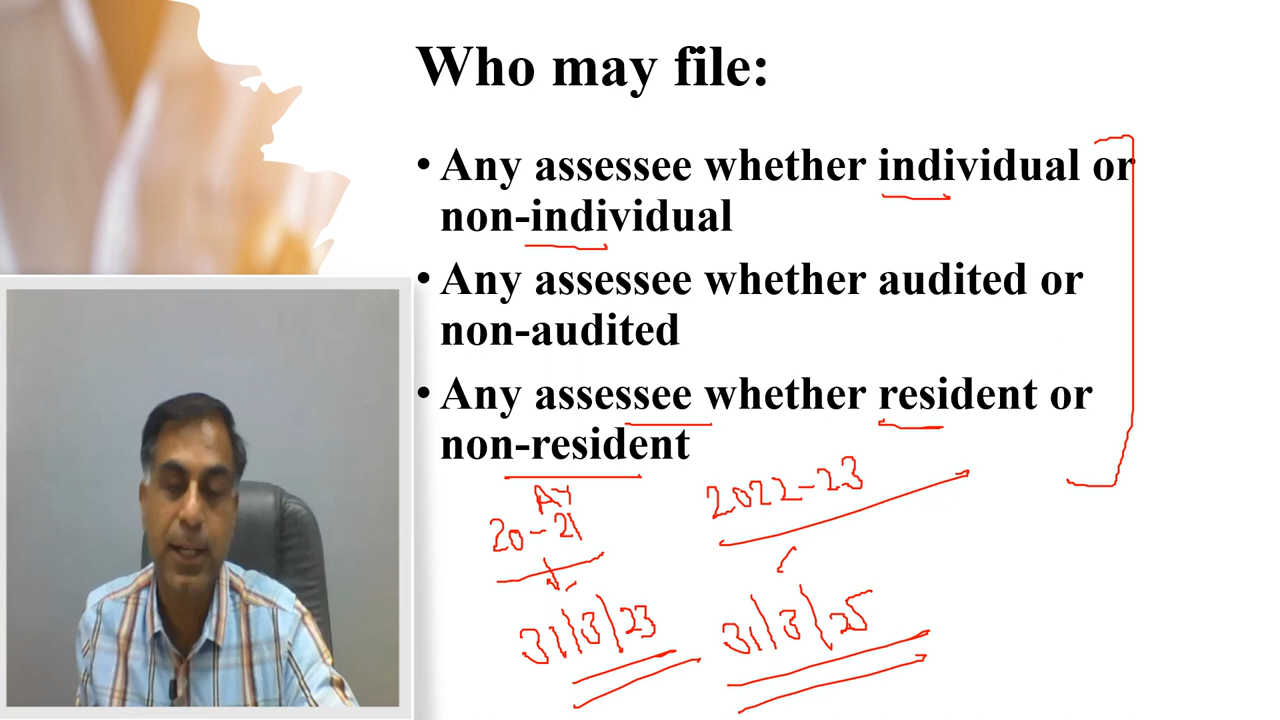 Who may file:
• Any assessee whether individual or
non-individual
• Any assessee whether audited or
non-audited
• Any assessee whether resident or
non-resident
AY
20-21
2022-23
31/3/23
31/3/25